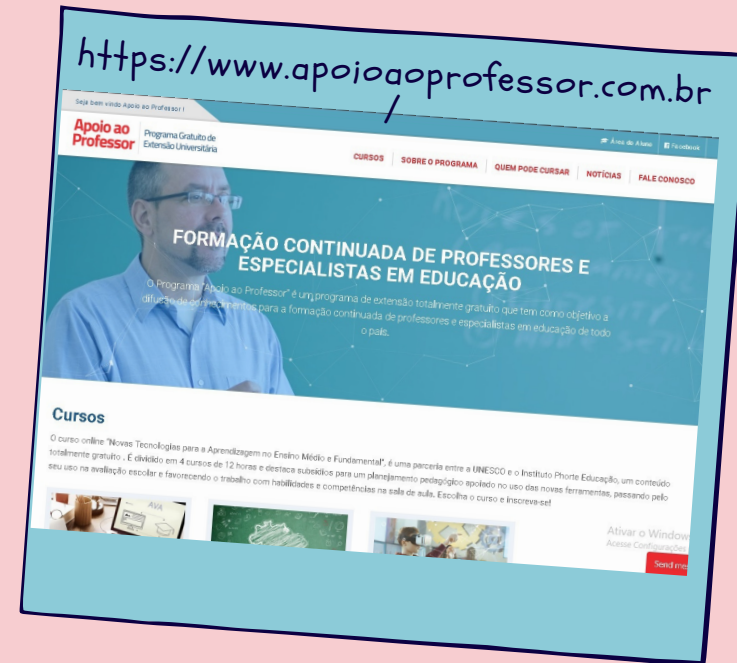 https://www.apoioaoprofessor.com.br
/
Seja bem vindo Apoio ao Professor !
Área do Aluno
Facebook
Apoio ao
Professor
Programa Gratuito de
Extensão Universitária
CURSOS
SOBRE O PROGRAMA
QUEM PODE CURSAR
NOTÍCIAS
FALE CONOSCO
FORMAÇÃO CONTINUADA DE PROFESSORES E
ESPECIALISTAS EM EDUCAÇÃO
O Programa "Apoio ao Professor" é um programa de extensão totalmente gratuito que tem como objetivo a
difusão de conhecimentos para a formação continuada de professores e especialistas em educação de todo
o país.
Cursos
O curso online "Novas Tecnologias para a Aprendizagem no Ensino Médio e Fundamental", é uma parceria entre a UNESCO e o Instituto Phorte Educação, um conteúdo
totalmente gratuito . É dividido em 4 cursos de 12 horas e destaca subsídios para um planejamento pedagógico apoiado no uso das novas ferramentas, passando pelo
seu uso na avaliação escolar e favorecendo o trabalho com habilidades e competências na sala de aula. Escolha o curso e inscreva-se!
AVA
Ativar o Window
Acesse Configurações
Send me